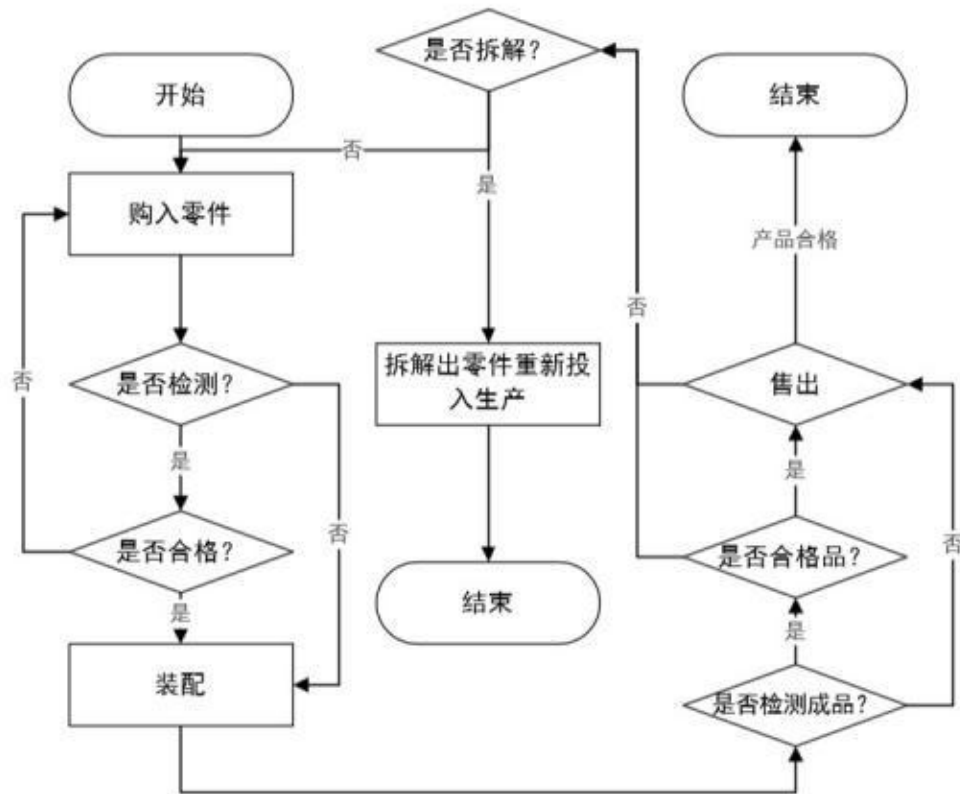 是否拆解？
开始
结束
否
是
购入零件
产品合格
否
是否检测？
否
拆解出零件重新投
入生产
售出
是
是
否
是否合格？
是否合格品？
否
是
结束
是
装配
是否检测成品？